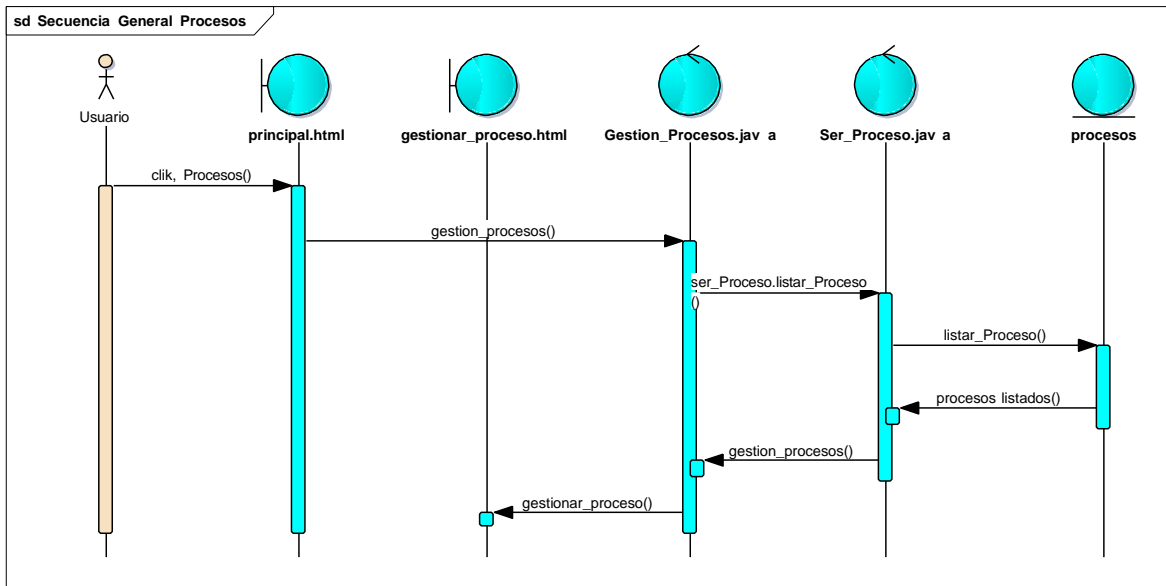 sd Secuencia General Procesos
Usuario
principal.html
gestionar_proceso.html
Gestion_Procesos.jav a
Ser_Proceso.jav a
procesos
clik, Procesos()
gestion_procesos()
ser_Proceso.listar_Proceso
()
listar_Proceso()
procesos listados()
gestion_procesos()
gestionar_proceso()